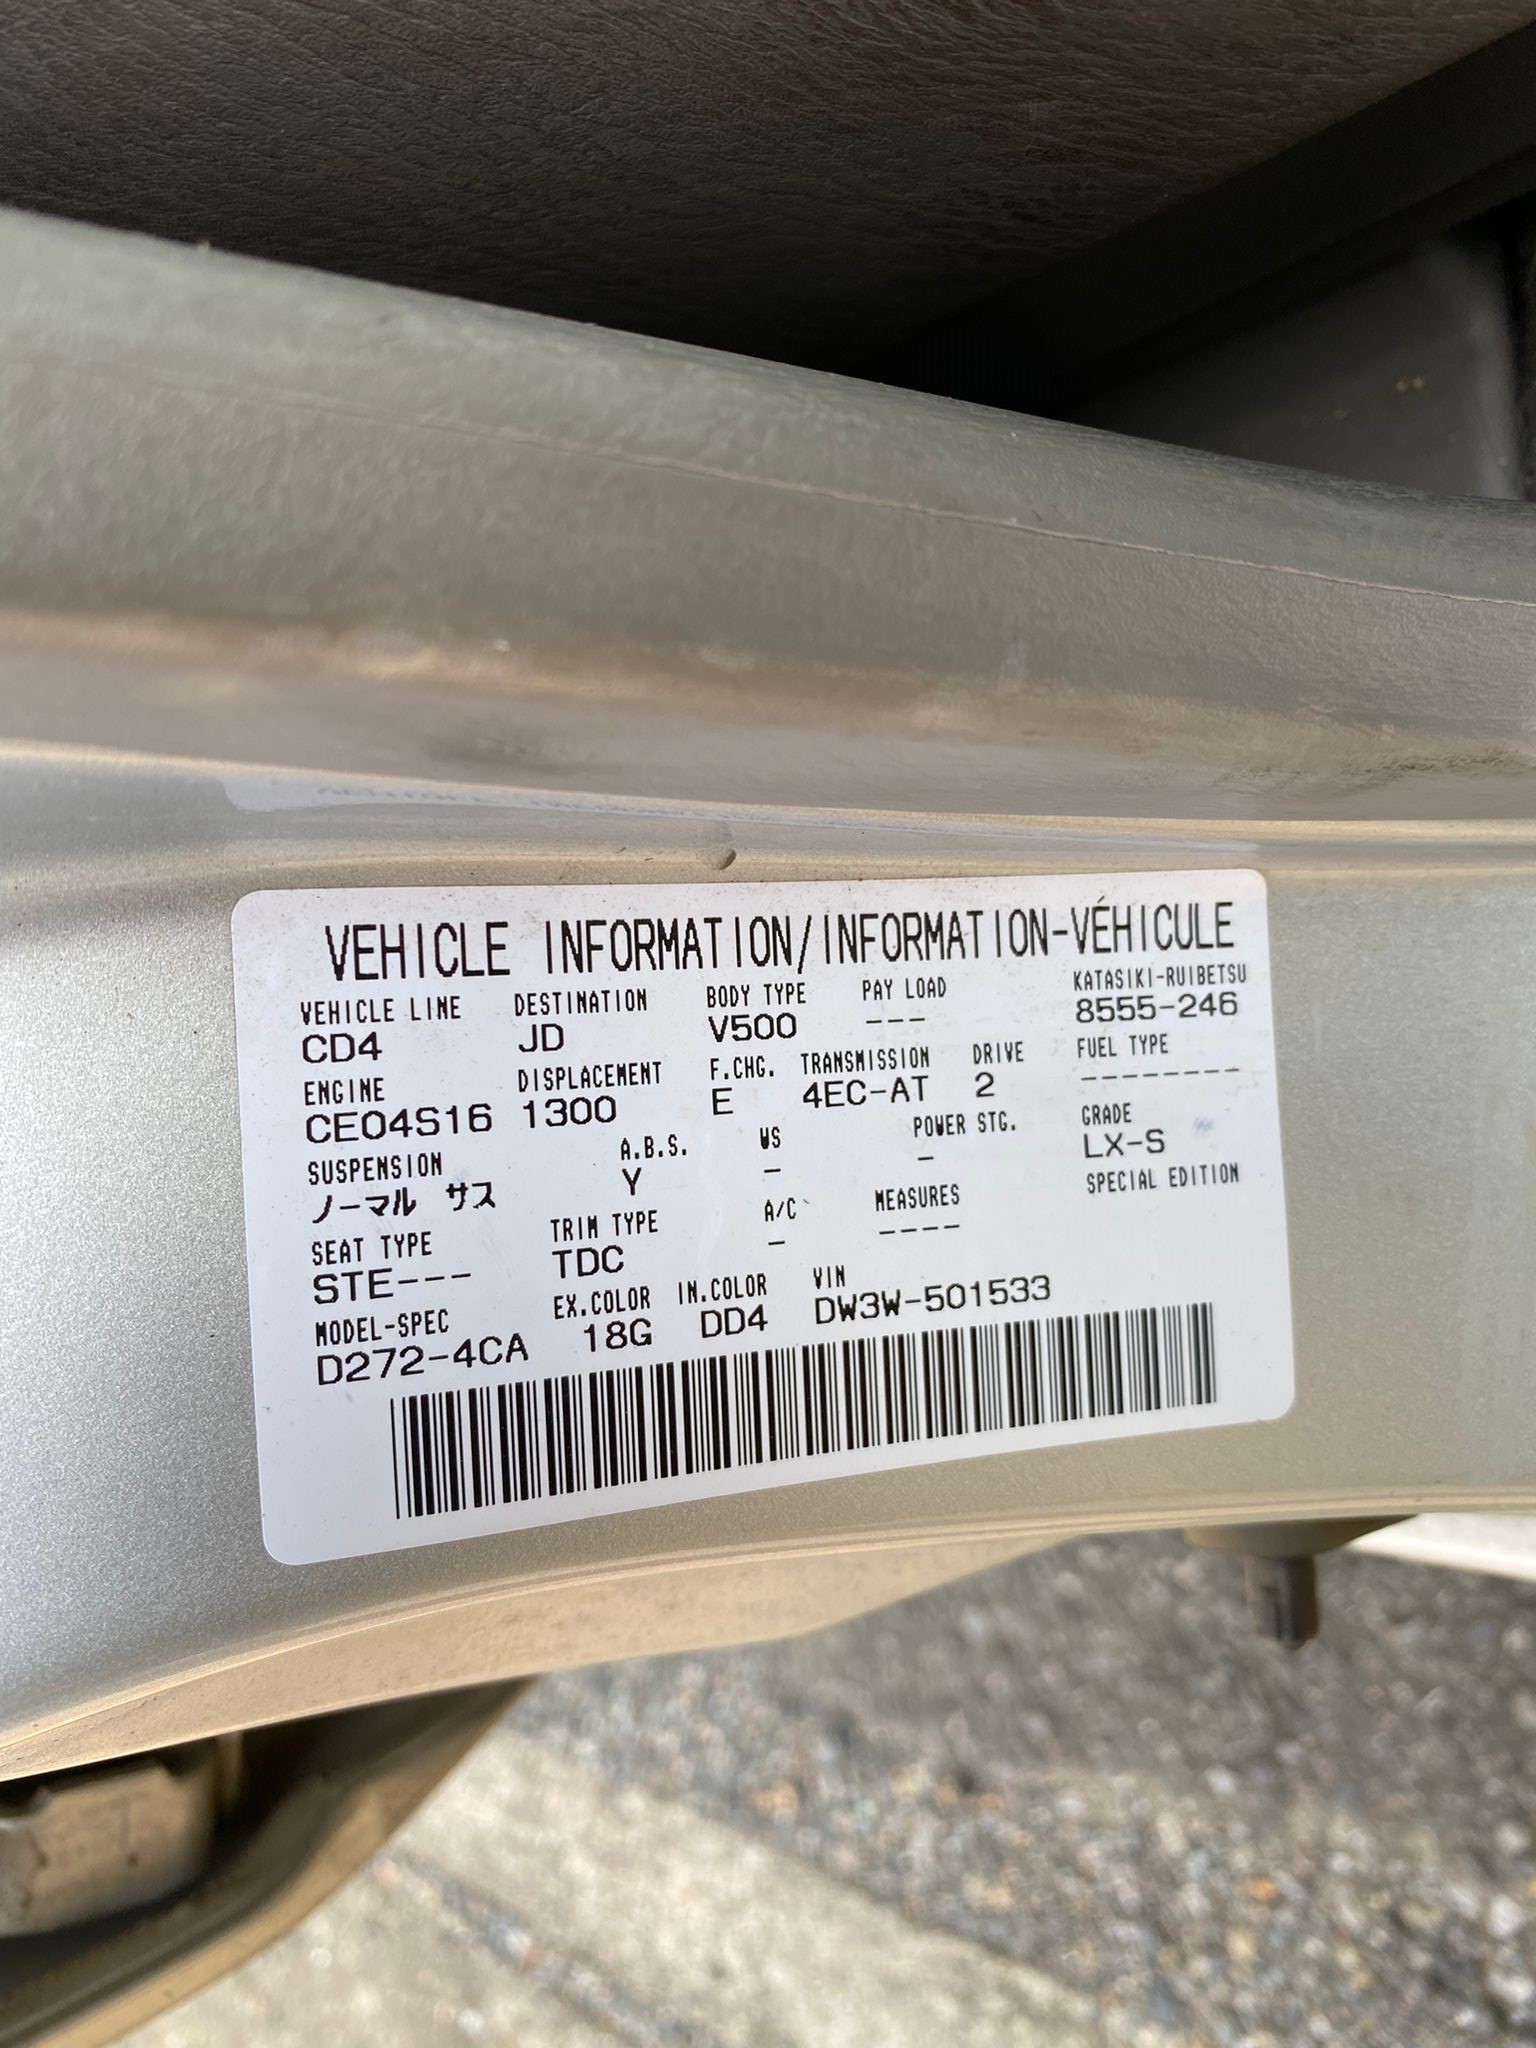 VEHICLE INFORMATION/INFORMATION-VÉHICULE
VEHICLE LINE DESTINATION BODY TYPE PAY LOAD KATASIKI-RUIBETSU
CD4 JD V500 --- 8555-246
ENGINE DISPLACEMENT F.CHG. TRANSMISSION DRIVE FUEL TYPE
CE04S16 1300 E 4EC-AT 2 --------
SUSPENSION A.B.S. WS POWER STG. GRADE
ノーマル サス Y - - LX-S
SEAT TYPE TRIM TYPE A/C MEASURES SPECIAL EDITION
STE--- TDC - ----
MODEL-SPEC EX.COLOR IN.COLOR VIN
D272-4CA 18G DD4 DW3W-501533